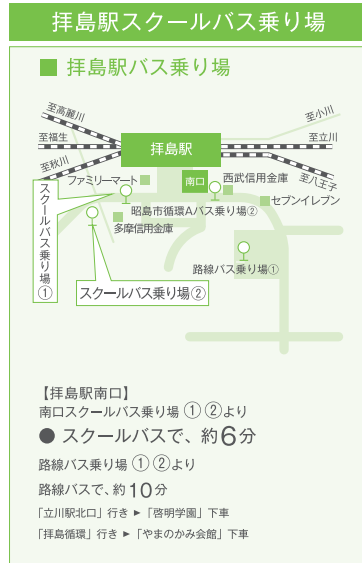 拝島駅スクールバス乗り場
■ 拝島駅バス乗り場
至高麗川
至小川
至福生
至立川
至秋川
至八王子
拝島駅
南口
ファミリーマート
西武信用金庫
セブンイレブン
昭島市循環Aバス乗り場②
多摩信用金庫
スクールバス乗り場①
スクールバス乗り場②
路線バス乗り場①
【拝島駅南口】
南口スクールバス乗り場 ①②より
● スクールバスで、約6分
路線バス乗り場 ①②より
路線バスで、約10分
「立川駅北口」行き ▶ 「啓明学園」下車
「拝島循環」行き ▶ 「やまのかみ会館」下車